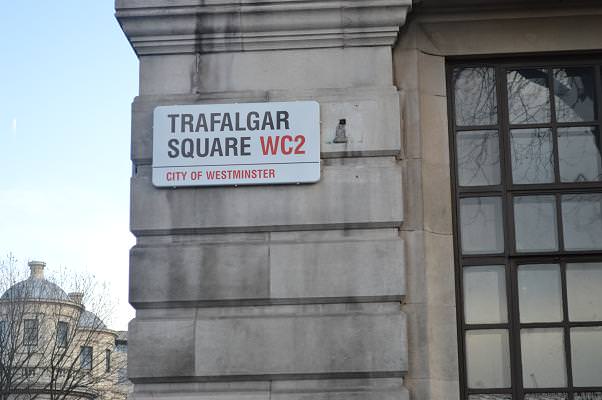 TRAFALGAR
SQUARE WC2
CITY OF WESTMINSTER